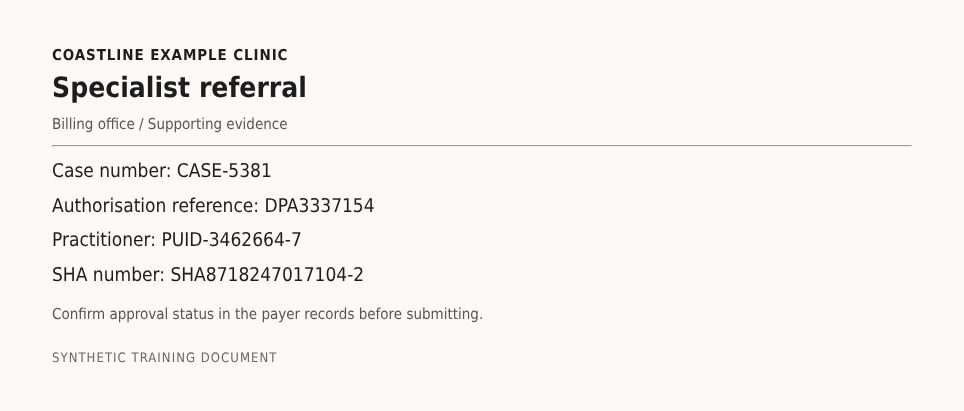 COASTLINE EXAMPLE CLINIC
Specialist referral
Billing office / Supporting evidence
Case number: CASE-5381
Authorisation reference: DPA3337154
Practitioner: PUID-3462664-7
SHA number: SHA8718247017104-2
Confirm approval status in the payer records before submitting.
SYNTHETIC TRAINING DOCUMENT